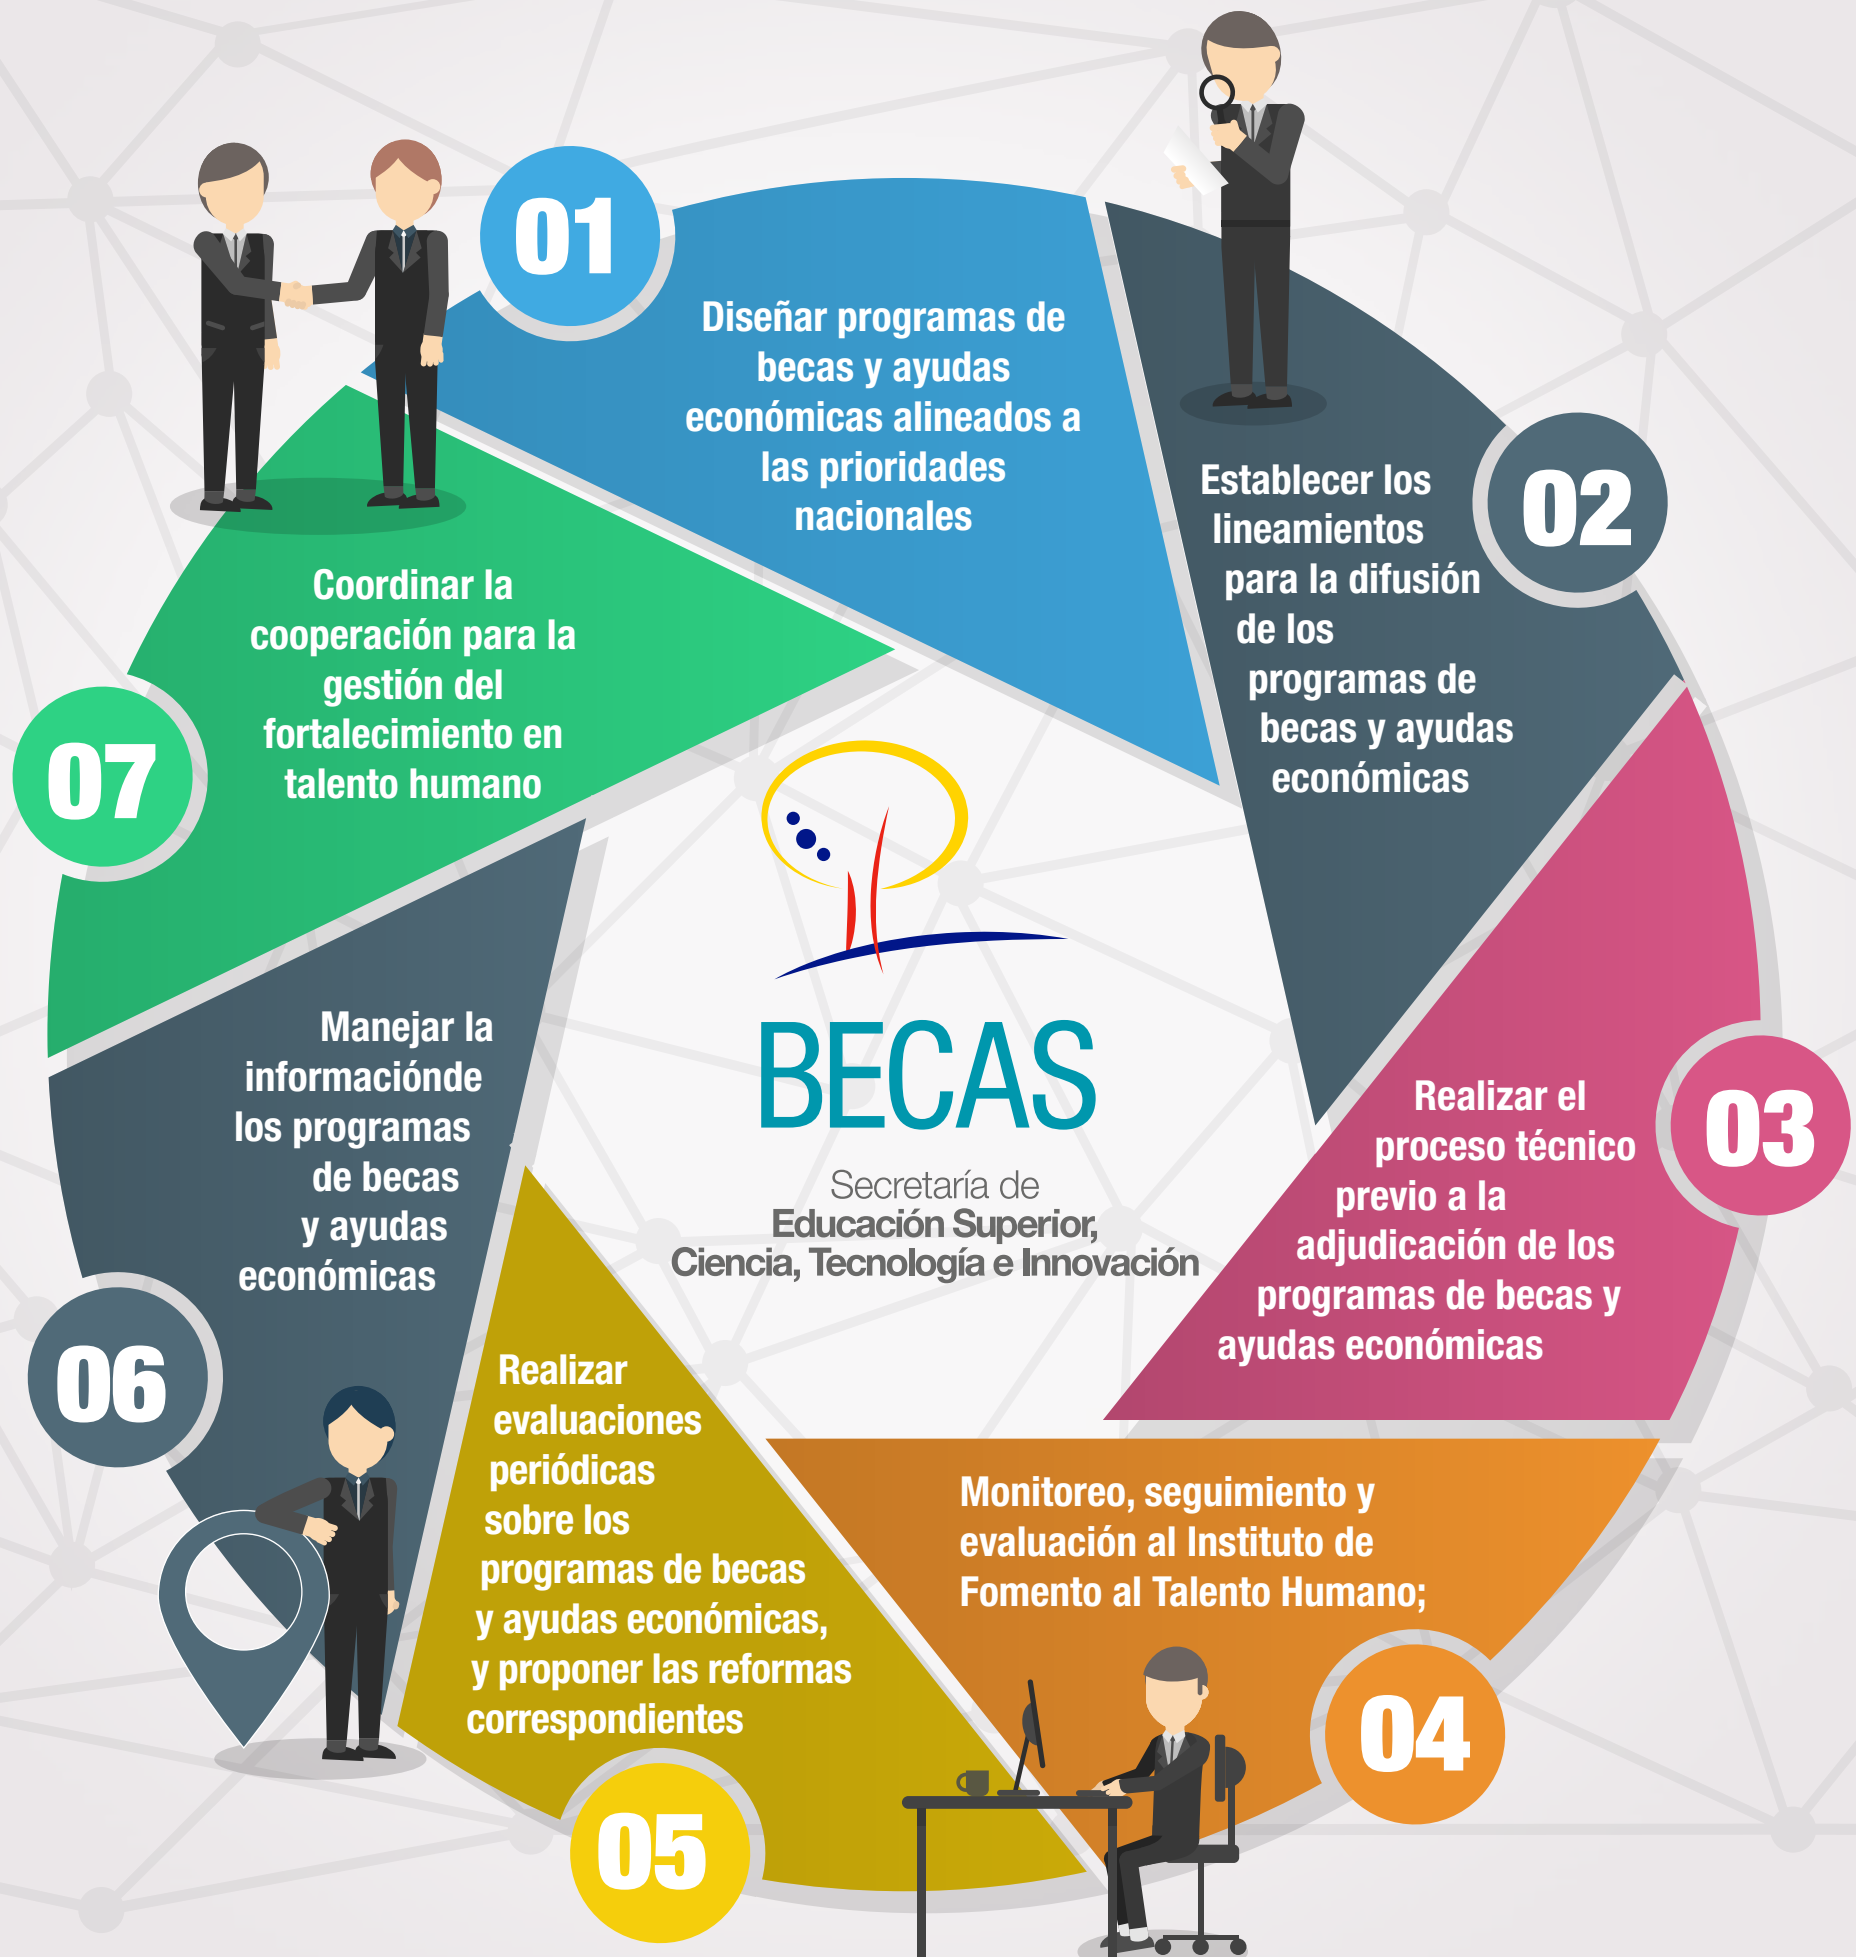 01
Diseñar programas de
becas y ayudas
económicas alineados a
las prioridades
nacionales
02
Establecer los
lineamientos
para la difusión
de los
programas de
becas y ayudas
económicas
03
Realizar el
proceso técnico
previo a la
adjudicación de los
programas de becas y
ayudas económicas
04
Monitoreo, seguimiento y
evaluación al Instituto de
Fomento al Talento Humano;
05
Realizar
evaluaciones
periódicas
sobre los
programas de becas
y ayudas económicas,
y proponer las reformas
correspondientes
06
Manejar la
informaciónde
los programas
de becas
y ayudas
económicas
07
Coordinar la
cooperación para la
gestión del
fortalecimiento en
talento humano
BECAS
Secretaría de
Educación Superior,
Ciencia, Tecnología e Innovación